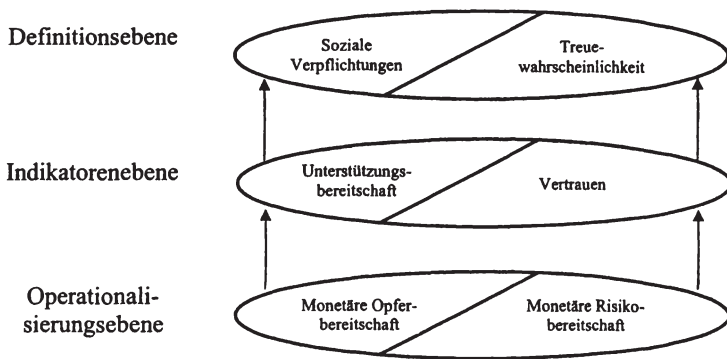 Definitionsebene
Soziale
Verpflichtungen
Treue-
wahrscheinlichkeit
Indikatorenebene
Unterstützungs-
bereitschaft
Vertrauen
Operationali-
sierungsebene
Monetäre Opfer-
bereitschaft
Monetäre Risiko-
bereitschaft